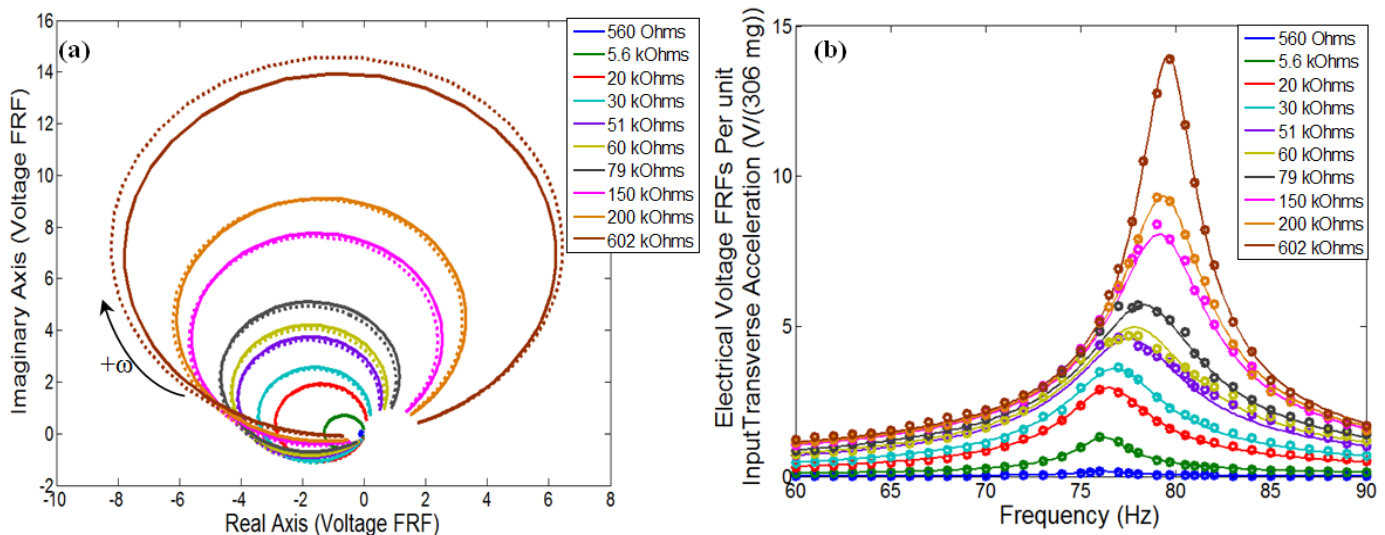 (a)
Imaginary Axis (Voltage FRF)
16
14
12
10
8
6
4
2
0
-2
-10
-8
-6
-4
-2
0
2
4
6
8
Real Axis (Voltage FRF)
+ω
560 Ohms
5.6 kOhms
20 kOhms
30 kOhms
51 kOhms
60 kOhms
79 kOhms
150 kOhms
200 kOhms
602 kOhms
(b)
Electrical Voltage FRFs Per unit
InputTransverse Acceleration (V/(306 mg))
15
10
5
0
60
65
70
75
80
85
90
Frequency (Hz)
560 Ohms
5.6 kOhms
20 kOhms
30 kOhms
51 kOhms
60 kOhms
79 kOhms
150 kOhms
200 kOhms
602 kOhms